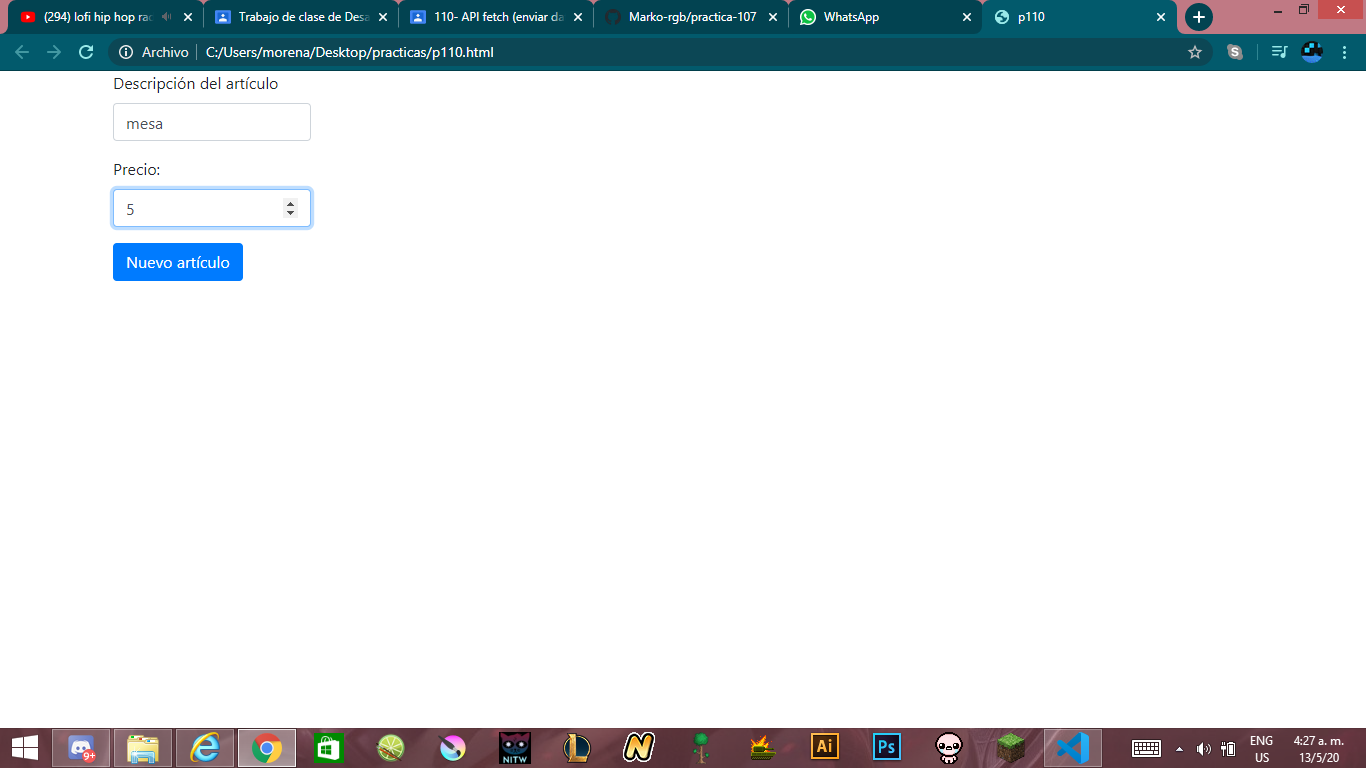 (294) lofi hip hop rad
Trabajo de clase de Desa
110- API fetch (enviar da
Marko-rgb/practica-107
WhatsApp
p110
Archivo
C:/Users/morena/Desktop/practicas/p110.html
Descripción del artículo
mesa
Precio:
5
Nuevo artículo
9+
NITW
L
N
Ai
Ps
ENG
US
4:27 a. m.
13/5/20